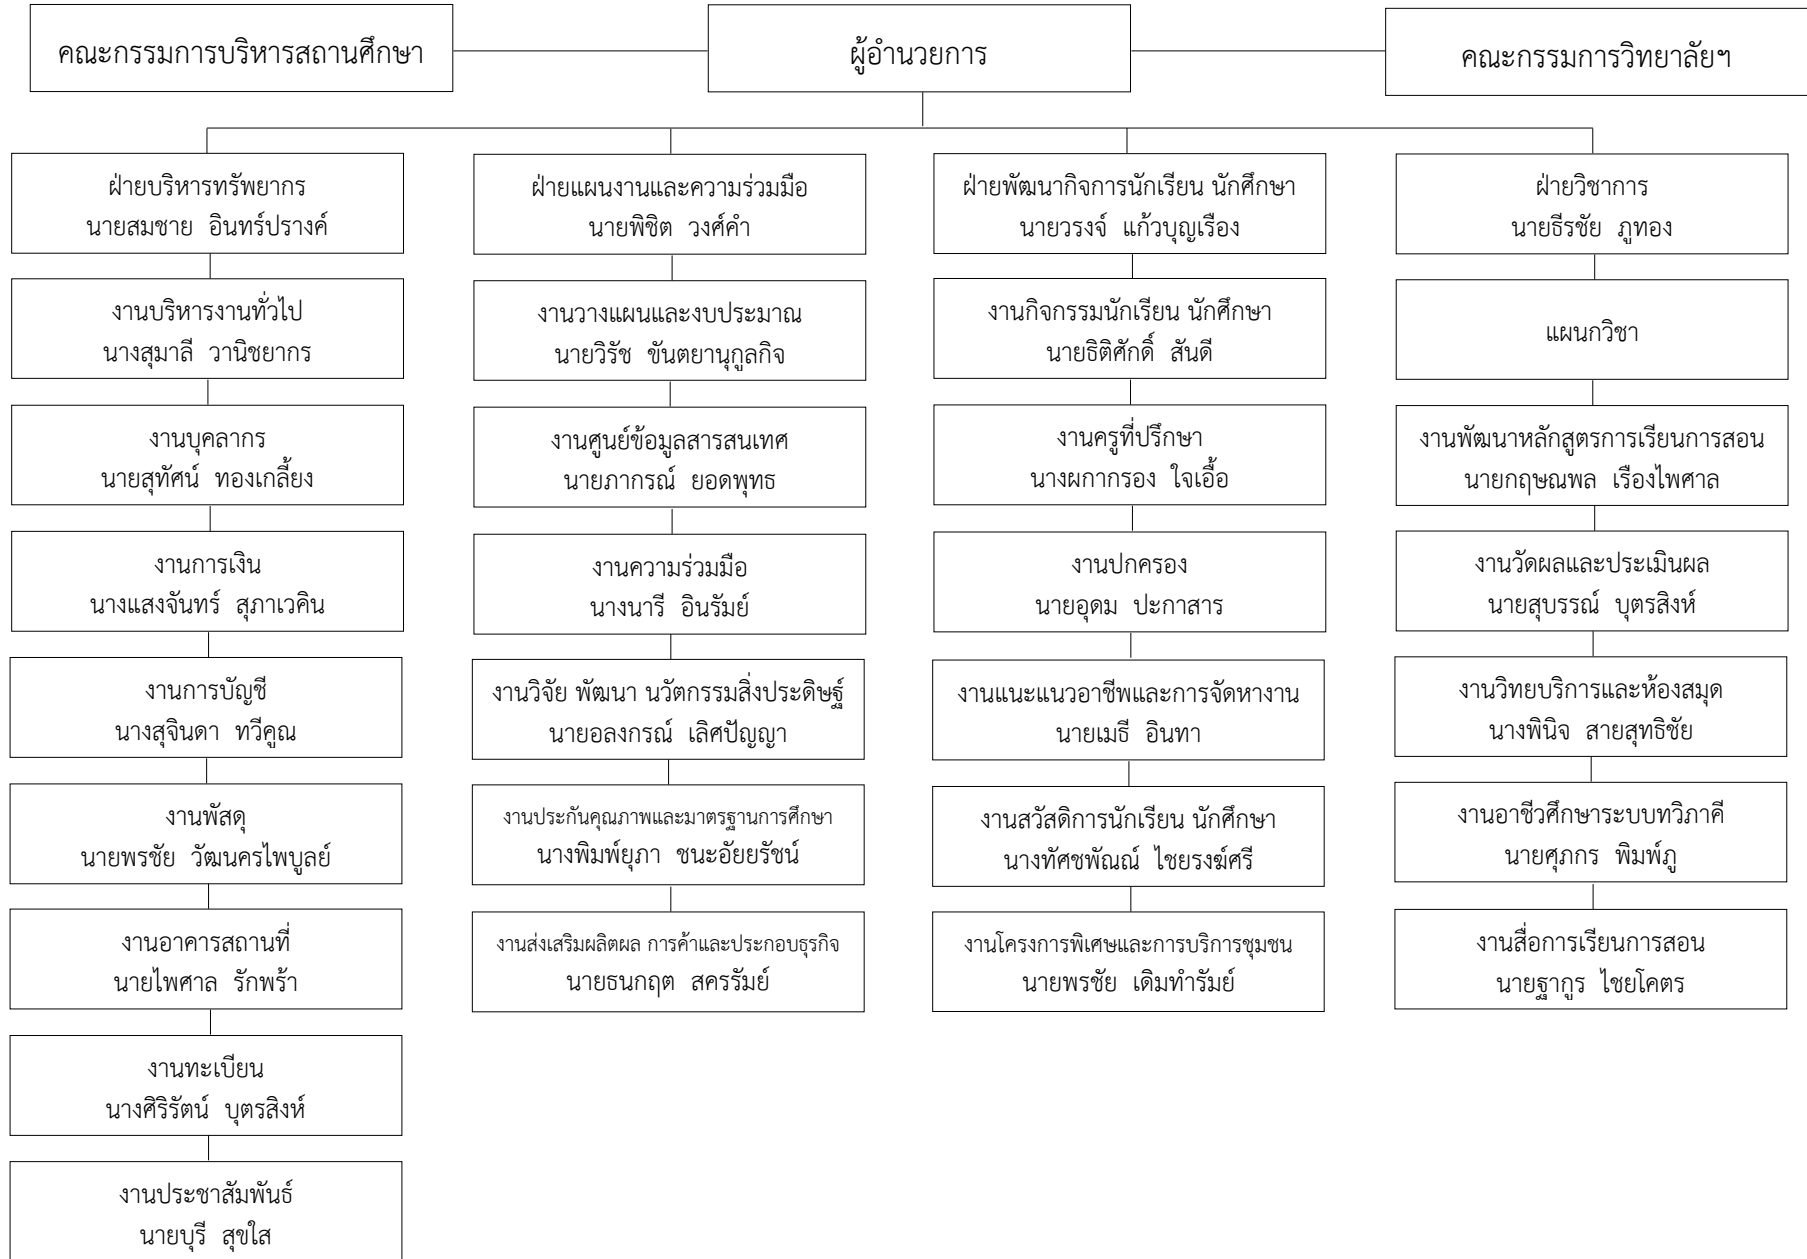 คณะกรรมการบริหารสถานศึกษา
ผู้อำนวยการ
คณะกรรมการวิทยาลัยฯ
ฝ่ายบริหารทรัพยากร
นายสมชาย อินทร์ปรางค์
งานบริหารงานทั่วไป
นางสุมาลี วานิชยากร
งานบุคลากร
นายสุทัศน์ ทองเกลี้ยง
งานการเงิน
นางแสงจันทร์ สุภาเวคิน
งานการบัญชี
นางสุจินดา ทวีคูณ
งานพัสดุ
นายพรชัย วัฒนครไพบูลย์
งานอาคารสถานที่
นายไพศาล รักพร้า
งานทะเบียน
นางศิริรัตน์ บุตรสิงห์
งานประชาสัมพันธ์
นายบุรี สุขใส
ฝ่ายแผนงานและความร่วมมือ
นายพิชิต วงศ์คำ
งานวางแผนและงบประมาณ
นายวิรัช ขันตยานุกูลกิจ
งานศูนย์ข้อมูลสารสนเทศ
นายภากรณ์ ยอดพุทธ
งานความร่วมมือ
นางนารี อินรัมย์
งานวิจัย พัฒนา นวัตกรรมสิ่งประดิษฐ์
นายอลงกรณ์ เลิศปัญญา
งานประกันคุณภาพและมาตรฐานการศึกษา
นางพิมพ์ยุภา ชนะอัยยรัชน์
งานส่งเสริมผลิตผล การค้าและประกอบธุรกิจ
นายธนกฤต สครรัมย์
ฝ่ายพัฒนากิจการนักเรียน นักศึกษา
นายวรงจ์ แก้วบุญเรือง
งานกิจกรรมนักเรียน นักศึกษา
นายธิติศักดิ์ สันดี
งานครูที่ปรึกษา
นางผกากรอง ใจเอื้อ
งานปกครอง
นายอุดม ปะกาสาร
งานแนะแนวอาชีพและการจัดหางาน
นายเมธี อินทา
งานสวัสดิการนักเรียน นักศึกษา
นางทัศชพัณณ์ ไชยรงฆ์ศรี
งานโครงการพิเศษและการบริการชุมชน
นายพรชัย เดิมทำรัมย์
ฝ่ายวิชาการ
นายธีรชัย ภูทอง
แผนกวิชา
งานพัฒนาหลักสูตรการเรียนการสอน
นายกฤษณพล เรืองไพศาล
งานวัดผลและประเมินผล
นายสุบรรณ์ บุตรสิงห์
งานวิทยบริการและห้องสมุด
นางพินิจ สายสุทธิชัย
งานอาชีวศึกษาระบบทวิภาคี
นายศุภกร พิมพ์ภู
งานสื่อการเรียนการสอน
นายฐากูร ไชยโคตร